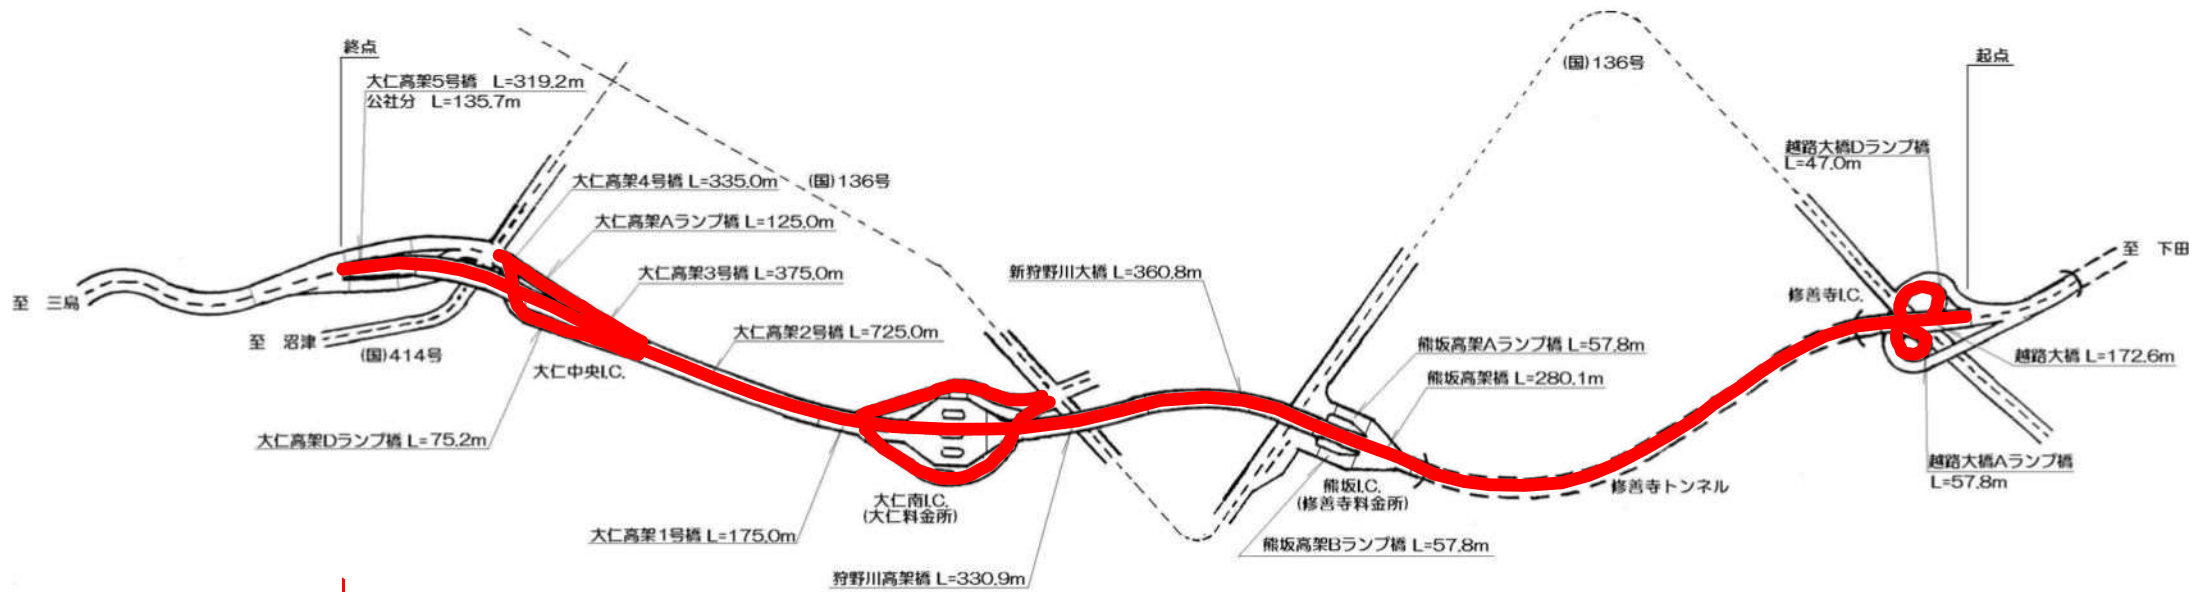 終点
起点
大仁高架5号橋 L=319.2m
公社分 L=135.7m
(国)136号
越路大橋Dランプ橋
L=47.0m
大仁高架4号橋 L=335.0m
(国)136号
大仁高架Aランプ橋 L=125.0m
至 下田
大仁高架3号橋 L=375.0m
新狩野川大橋 L=360.8m
修善寺I.C.
至 三島
大仁高架2号橋 L=725.0m
至 沼津
(国)414号
熊坂高架Aランプ橋 L=57.8m
越路大橋 L=172.6m
大仁中央I.C.
熊坂高架橋 L=280.1m
大仁高架Dランプ橋 L=75.2m
越路大橋Aランプ橋
L=57.8m
大仁南I.C.
(大仁料金所)
熊坂I.C.
(修善寺料金所)
修善寺トンネル
大仁高架1号橋 L=175.0m
熊坂高架Bランプ橋 L=57.8m
狩野川高架橋 L=330.9m